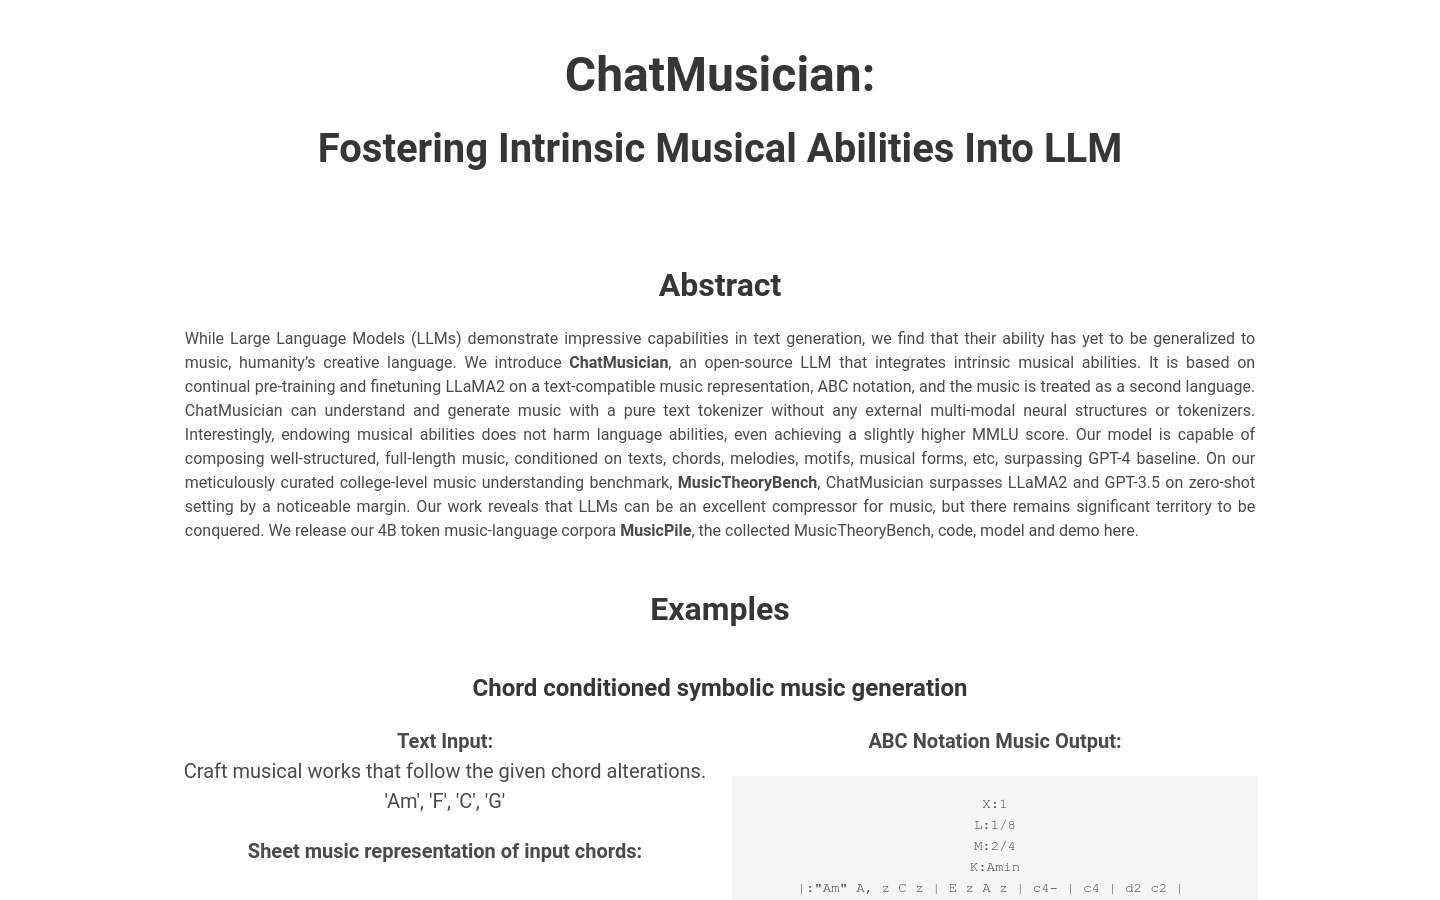 ChatMusician:
Fostering Intrinsic Musical Abilities Into LLM
Abstract
While Large Language Models (LLMs) demonstrate impressive capabilities in text generation, we find that their ability has yet to be generalized to
music, humanity’s creative language. We introduce ChatMusician, an open-source LLM that integrates intrinsic musical abilities. It is based on
continual pre-training and finetuning LLaMA2 on a text-compatible music representation, ABC notation, and the music is treated as a second language.
ChatMusician can understand and generate music with a pure text tokenizer without any external multi-modal neural structures or tokenizers.
Interestingly, endowing musical abilities does not harm language abilities, even achieving a slightly higher MMLU score. Our model is capable of
composing well-structured, full-length music, conditioned on texts, chords, melodies, motifs, musical forms, etc, surpassing GPT-4 baseline. On our
meticulously curated college-level music understanding benchmark, MusicTheoryBench, ChatMusician surpasses LLaMA2 and GPT-3.5 on zero-shot
setting by a noticeable margin. Our work reveals that LLMs can be an excellent compressor for music, but there remains significant territory to be
conquered. We release our 4B token music-language corpora MusicPile, the collected MusicTheoryBench, code, model and demo here.
Examples
Chord conditioned symbolic music generation
Text Input:
Craft musical works that follow the given chord alterations.
'Am', 'F', 'C', 'G'
Sheet music representation of input chords:
ABC Notation Music Output:
X:1
L:1/8
M:2/4
K:Amin
|:"Am" A, z C z | E z A z | c4- | c4 | d2 c2 |